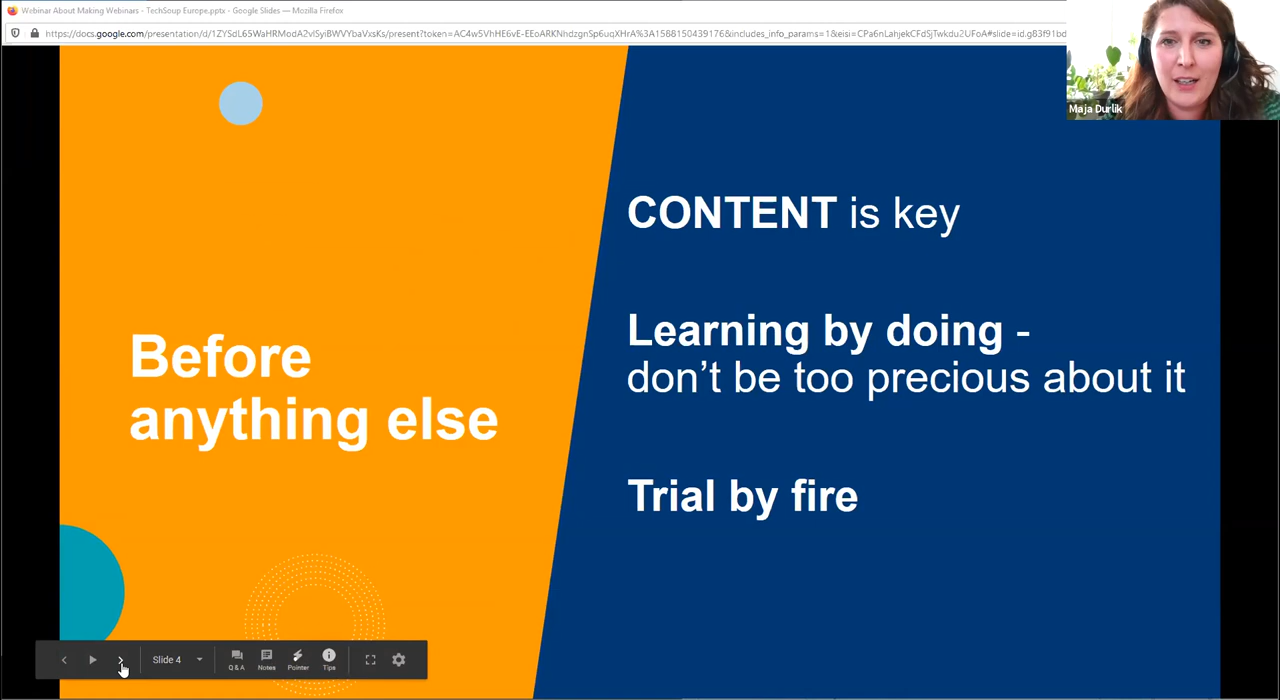 Webinar About Making Webinars - TechSoup Europe.pptx - Google Slides — Mozilla Firefox
Maja Durlik
CONTENT is key
Learning by doing -
don't be too precious about it
Before
anything else
Trial by fire
Slide 4
Q & A
Notes
Pointer
Tips